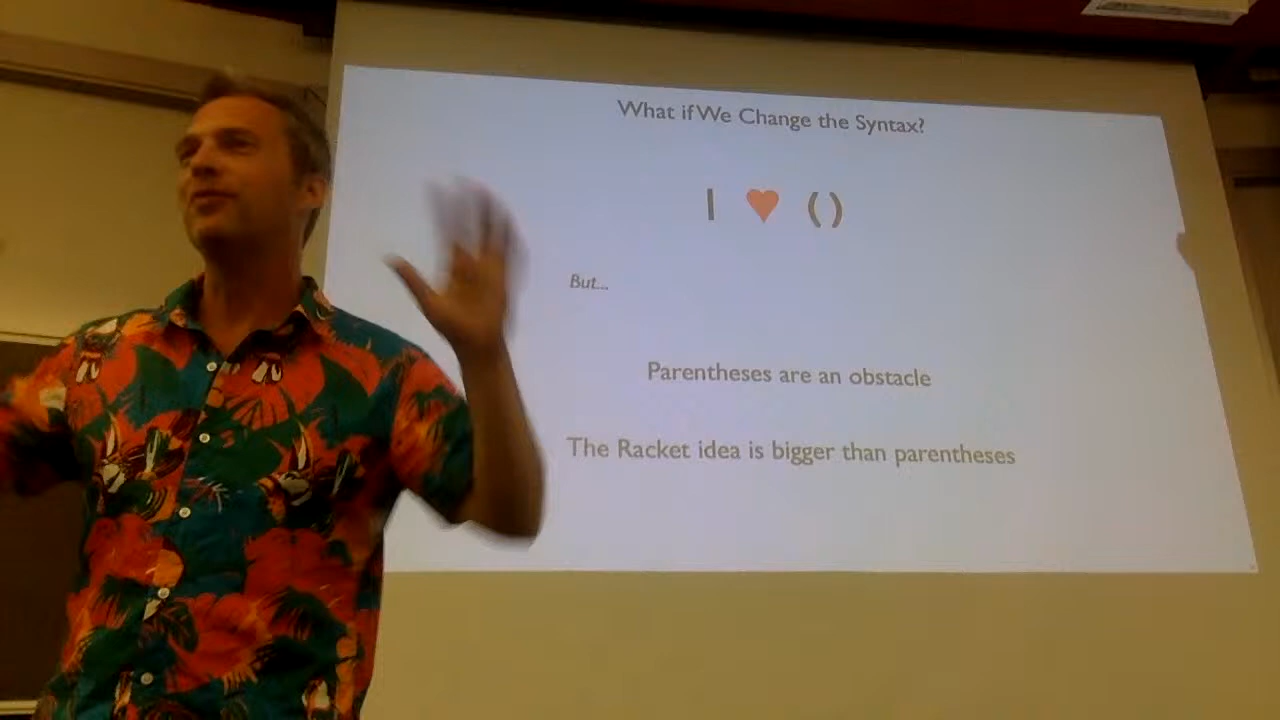 What if We Change the Syntax?
I ♥ ()
But...
Parentheses are an obstacle
The Racket idea is bigger than parentheses